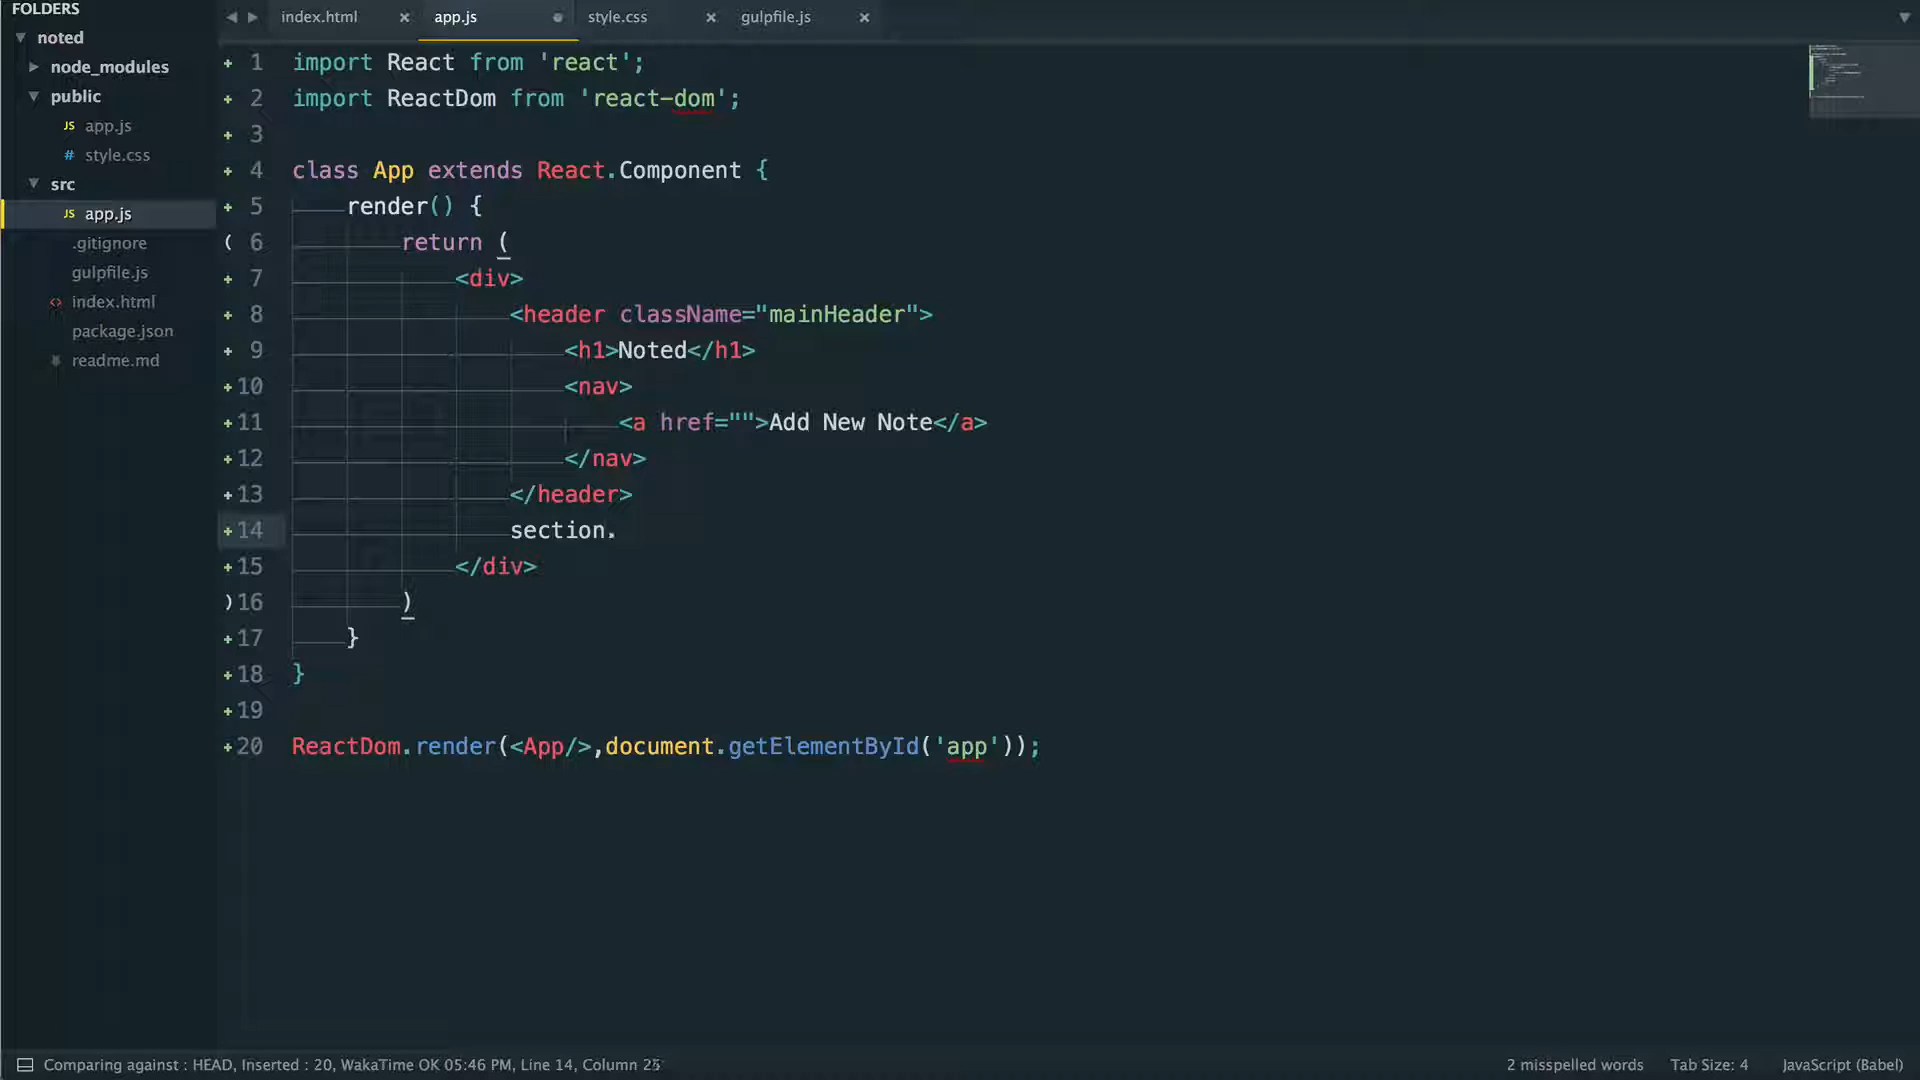 FOLDERS
noted
node_modules
public
JS app.js
# style.css
src
JS app.js
.gitignore
gulpfile.js
<> index.html
package.json
readme.md
index.html × app.js style.css × gulpfile.js ×
+ 1 import React from 'react';
+ 2 import ReactDom from 'react-dom';
+ 3
+ 4 class App extends React.Component {
+ 5 render() {
( 6 return (
+ 7 <div>
+ 8 <header className="mainHeader">
+ 9 <h1>Noted</h1>
+ 10 <nav>
+ 11 <a href="">Add New Note</a>
+ 12 </nav>
+ 13 </header>
+ 14 section.
+ 15 </div>
) 16 )
+ 17 }
+ 18 }
+ 19
+ 20 ReactDom.render(<App/>,document.getElementById('app'));
Comparing against : HEAD, Inserted : 20, WakaTime OK 05:46 PM, Line 14, Column 25 2 misspelled words Tab Size: 4 JavaScript (Babel)